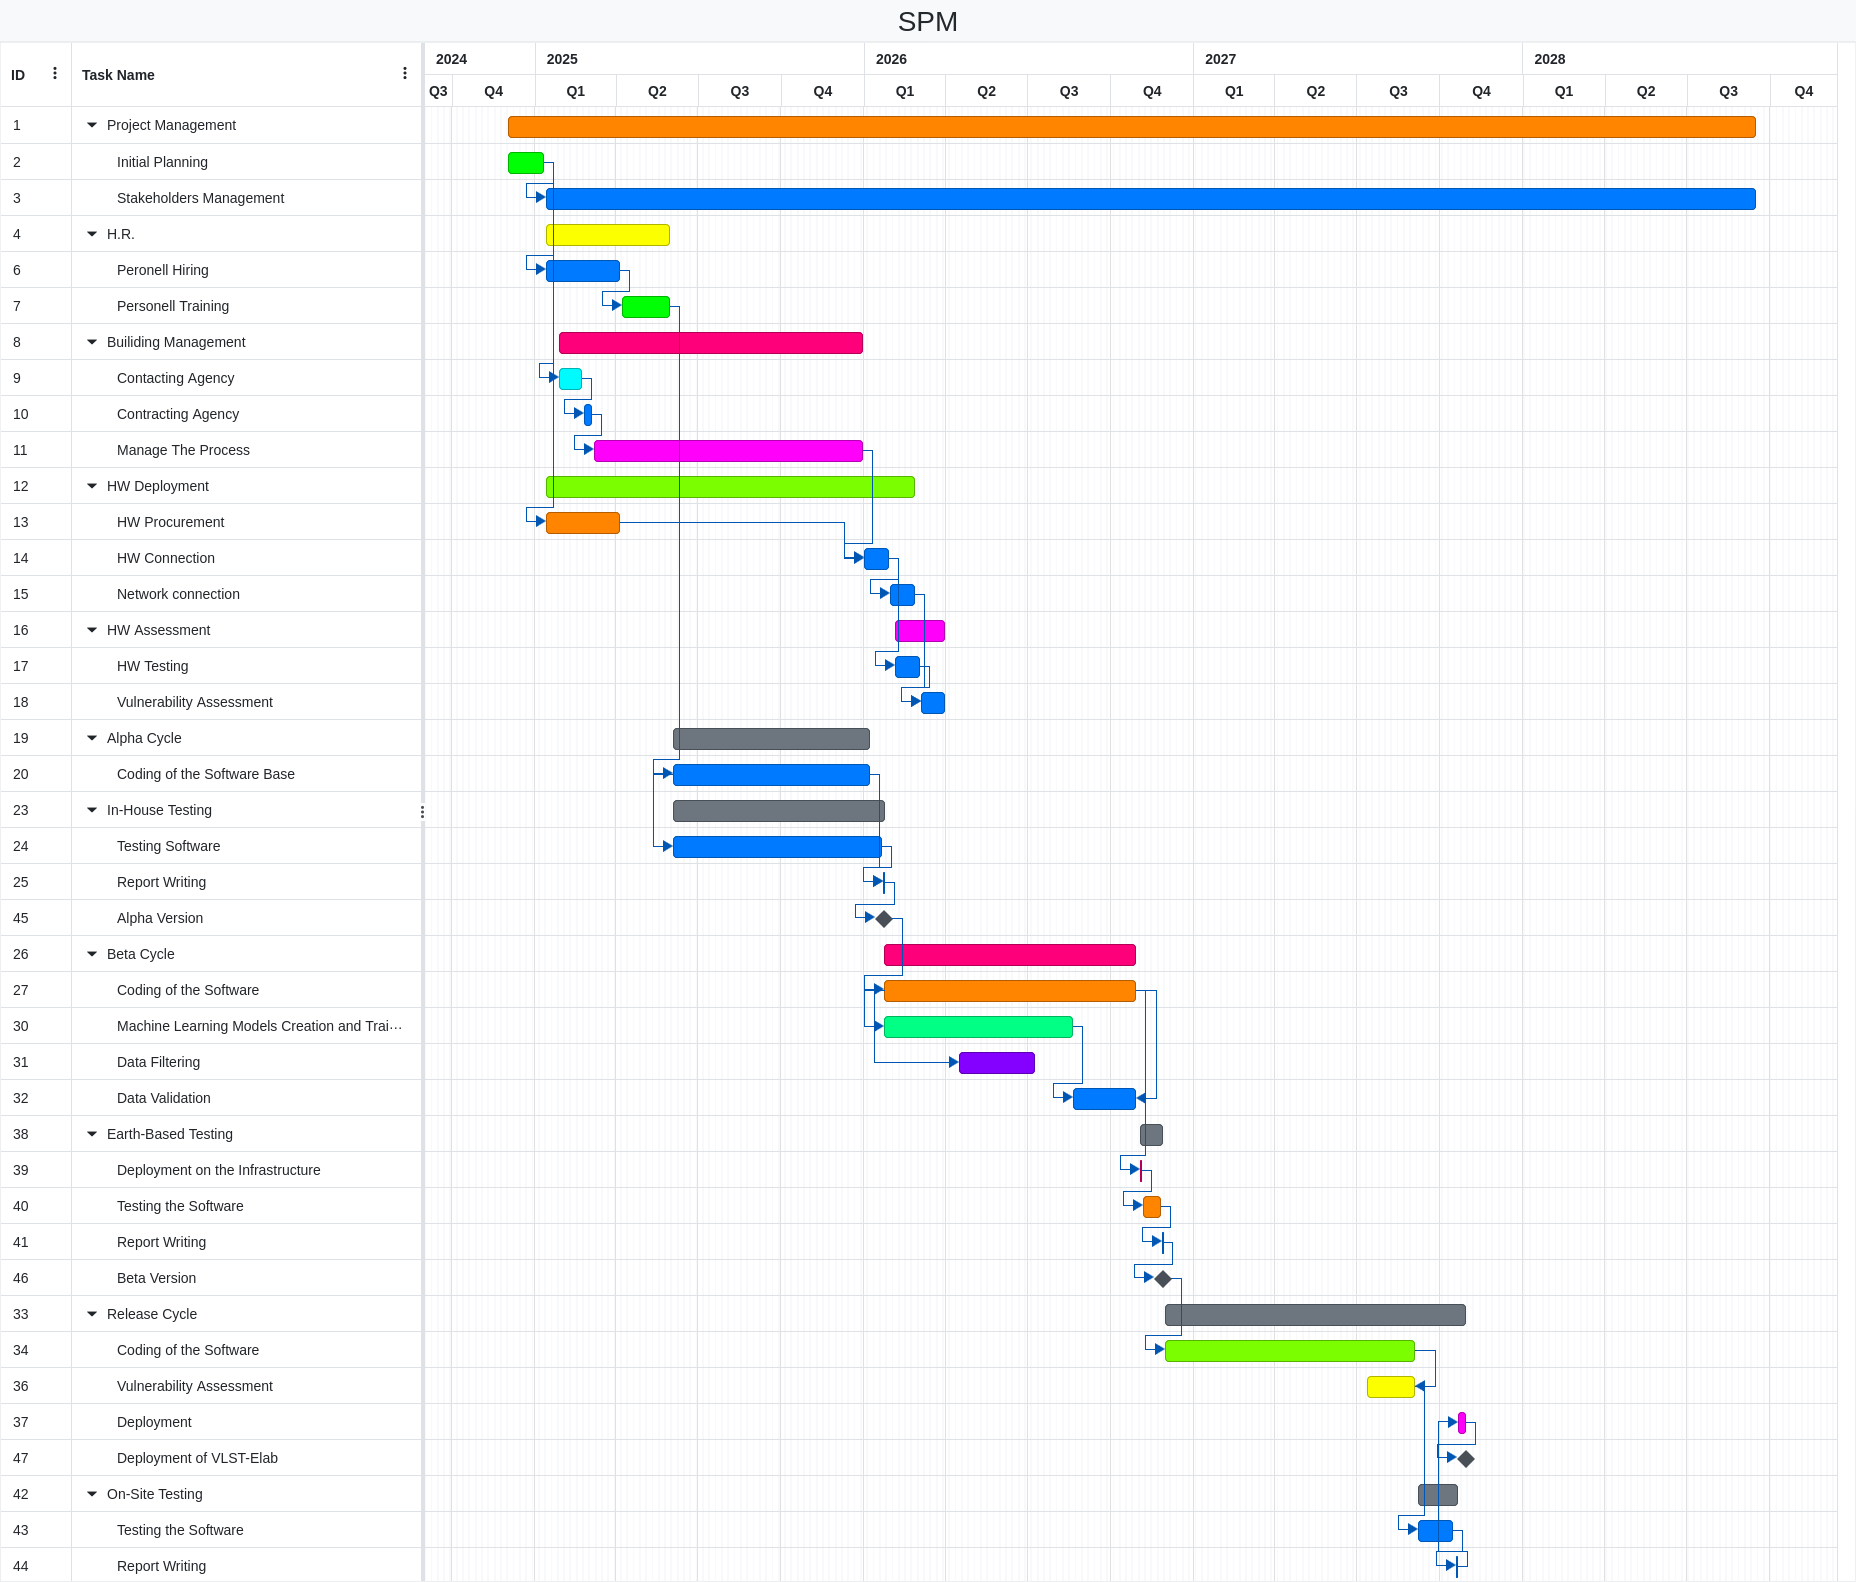 SPM
ID Task Name 2024 2025 2026 2027 2028
Q3 Q4 Q1 Q2 Q3 Q4 Q1 Q2 Q3 Q4 Q1 Q2 Q3 Q4 Q1 Q2 Q3 Q4
1 Project Management
2 Initial Planning
3 Stakeholders Management
4 H.R.
6 Peronell Hiring
7 Personell Training
8 Builiding Management
9 Contacting Agency
10 Contracting Agency
11 Manage The Process
12 HW Deployment
13 HW Procurement
14 HW Connection
15 Network connection
16 HW Assessment
17 HW Testing
18 Vulnerability Assessment
19 Alpha Cycle
20 Coding of the Software Base
23 In-House Testing
24 Testing Software
25 Report Writing
45 Alpha Version
26 Beta Cycle
27 Coding of the Software
30 Machine Learning Models Creation and Trai···
31 Data Filtering
32 Data Validation
38 Earth-Based Testing
39 Deployment on the Infrastructure
40 Testing the Software
41 Report Writing
46 Beta Version
33 Release Cycle
34 Coding of the Software
36 Vulnerability Assessment
37 Deployment
47 Deployment of VLST-Elab
42 On-Site Testing
43 Testing the Software
44 Report Writing